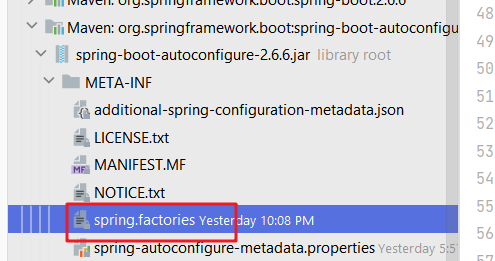 Maven: org.springframework.boot:spring-boot:2.6.6
Maven: org.springframework.boot:spring-boot-autoconfig
spring-boot-autoconfigure-2.6.6.jar library root
META-INF
additional-spring-configuration-metadata.json
LICENSE.txt
MANIFEST.MF
NOTICE.txt
spring.factories Yesterday 10:08 PM
spring-autoconfigure-metadata.properties Yesterday 5:5
48
49
50
51
52
53
54
55
56
57